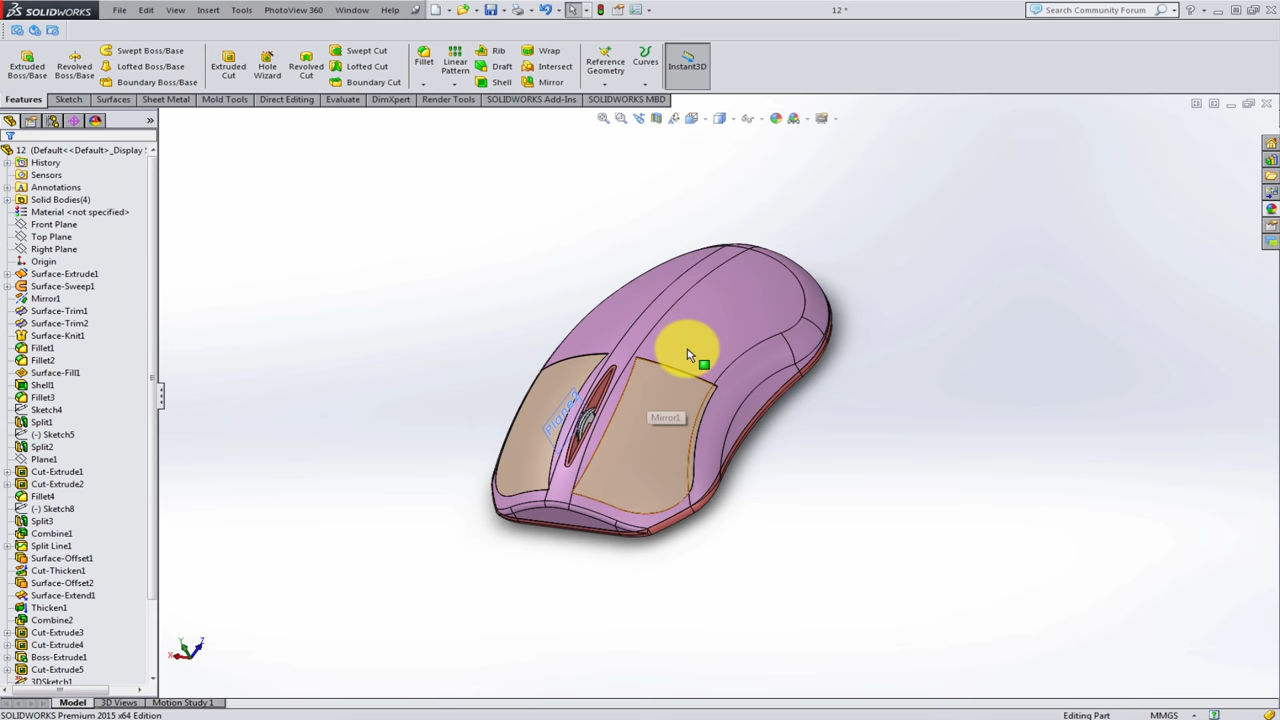 SOLIDWORKS File Edit View Insert Tools PhotoView 360 Window Help 12 * Search Community Forum
Extruded Boss/Base
Revolved Boss/Base
Swept Boss/Base
Lofted Boss/Base
Boundary Boss/Base
Extruded Cut
Hole Wizard
Revolved Cut
Swept Cut
Lofted Cut
Boundary Cut
Fillet
Linear Pattern
Rib
Draft
Shell
Wrap
Intersect
Mirror
Reference Geometry
Curves
Instant3D
Features Sketch Surfaces Sheet Metal Mold Tools Direct Editing Evaluate DimXpert Render Tools SOLIDWORKS Add-Ins SOLIDWORKS MBD
12 (Default<<Default>_Display
History
Sensors
Annotations
Solid Bodies(4)
Material <not specified>
Front Plane
Top Plane
Right Plane
Origin
Surface-Extrude1
Surface-Sweep1
Mirror1
Surface-Trim1
Surface-Trim2
Surface-Knit1
Fillet1
Fillet2
Surface-Fill1
Shell1
Fillet3
Sketch4
Split1
(-) Sketch5
Split2
Plane1
Cut-Extrude1
Cut-Extrude2
Fillet4
(-) Sketch8
Split3
Combine1
Split Line1
Surface-Offset1
Cut-Thicken1
Surface-Offset2
Surface-Extend1
Thicken1
Combine2
Cut-Extrude3
Cut-Extrude4
Boss-Extrude1
Cut-Extrude5
3DSketch1
Mirror1
X Y Z
Model 3D Views Motion Study 1
SOLIDWORKS Premium 2015 x64 Edition Editing Part MMGS